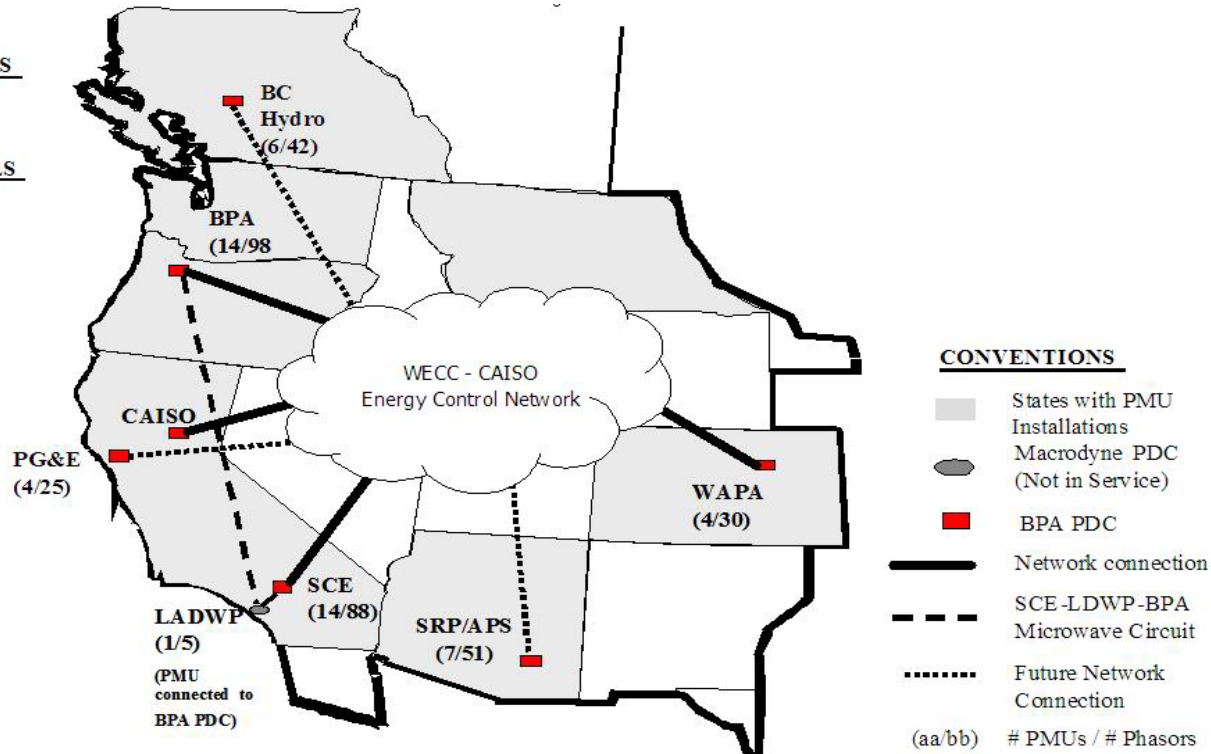 S
LS
BC
Hydro
(6/42)
BPA
(14/98
WECC - CAISO
Energy Control Network
CAISO
PG&E
(4/25)
WAPA
(4/30)
SCE
(14/88)
LADWP
(1/5)
(PMU
connected to
BPA PDC)
SRP/APS
(7/51)
CONVENTIONS
States with PMU
Installations
Macrodyne PDC
(Not in Service)
BPA PDC
Network connection
SCE-LDWP-BPA
Microwave Circuit
Future Network
Connection
(aa/bb) # PMUs / # Phasors